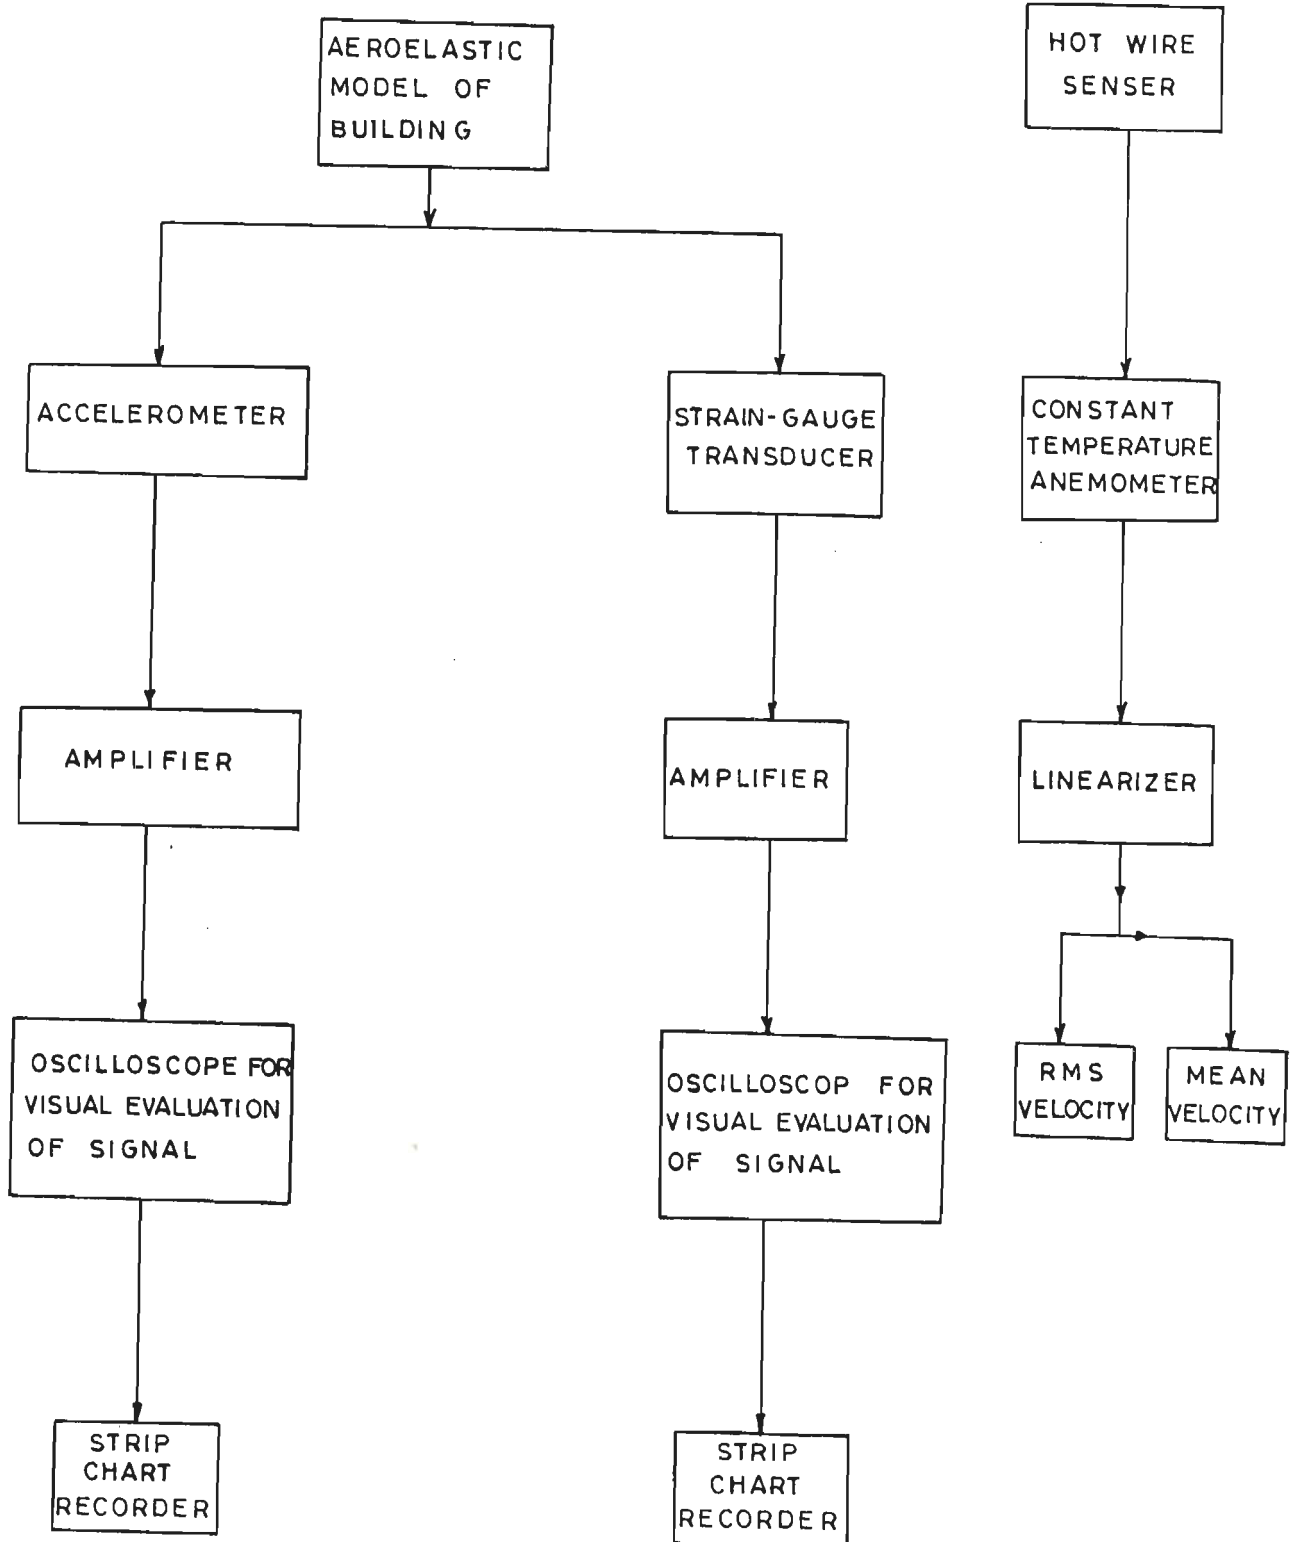 AEROELASTIC
MODEL OF
BUILDING
HOT WIRE
SENSER
ACCELEROMETER
STRAIN-GAUGE
TRANSDUCER
CONSTANT
TEMPERATURE
ANEMOMETER
AMPLIFIER
AMPLIFIER
LINEARIZER
OSCILLOSCOPE FOR
VISUAL EVALUATION
OF SIGNAL
OSCILLOSCOP FOR
VISUAL EVALUATION
OF SIGNAL
RMS
VELOCITY
MEAN
VELOCITY
STRIP
CHART
RECORDER
STRIP
CHART
RECORDER